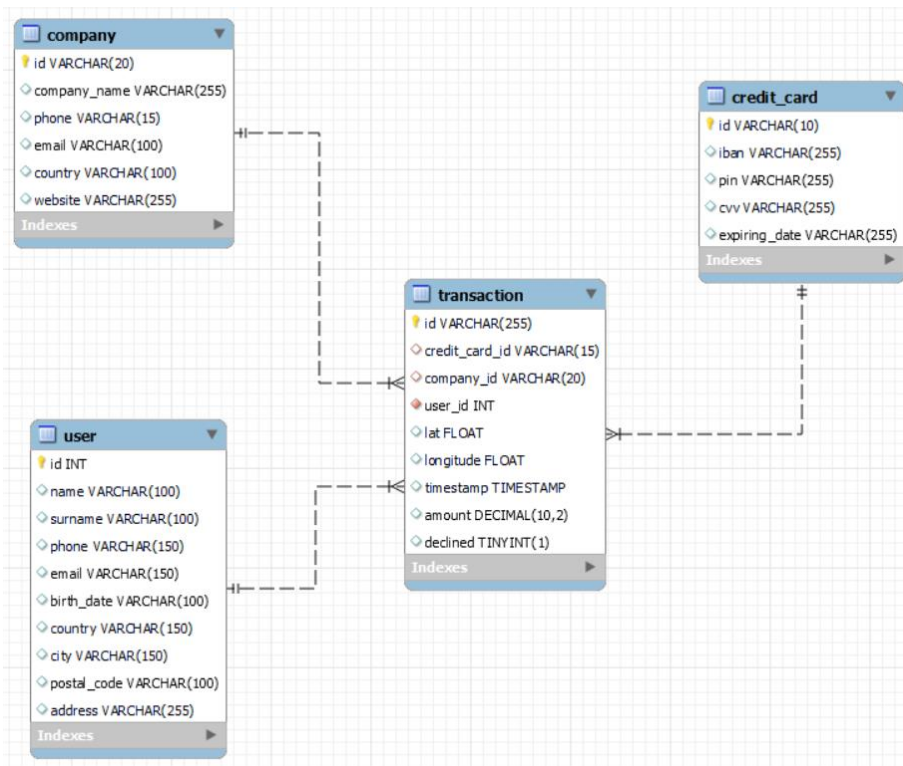 company
id VARCHAR(20)
company_name VARCHAR(255)
phone VARCHAR(15)
email VARCHAR(100)
country VARCHAR(100)
website VARCHAR(255)
Indexes
credit_card
id VARCHAR(10)
iban VARCHAR(255)
pin VARCHAR(255)
cvv VARCHAR(255)
expiring_date VARCHAR(255)
Indexes
transaction
id VARCHAR(255)
credit_card_id VARCHAR(15)
company_id VARCHAR(20)
user_id INT
lat FLOAT
longitude FLOAT
timestamp TIMESTAMP
amount DECIMAL(10,2)
declined TINYINT(1)
Indexes
user
id INT
name VARCHAR(100)
surname VARCHAR(100)
phone VARCHAR(150)
email VARCHAR(150)
birth_date VARCHAR(100)
country VARCHAR(150)
city VARCHAR(150)
postal_code VARCHAR(100)
address VARCHAR(255)
Indexes